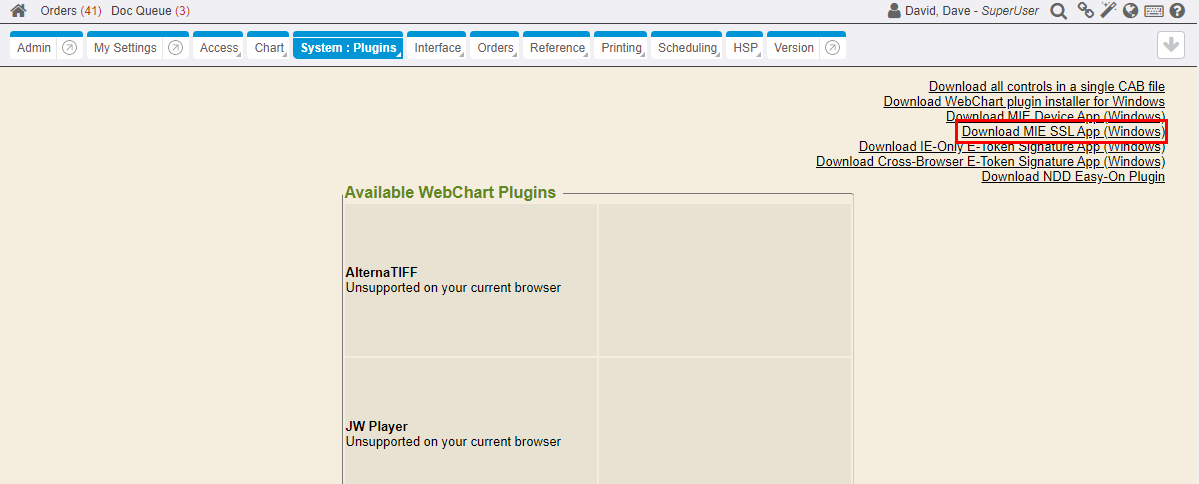 Orders (41) Doc Queue (3) David, Dave - SuperUser
Admin My Settings Access Chart System : Plugins Interface Orders Reference Printing Scheduling HSP Version
Download all controls in a single CAB file
Download WebChart plugin installer for Windows
Download MIE Device App (Windows)
Download MIE SSL App (Windows)
Download IE-Only E-Token Signature App (Windows)
Download Cross-Browser E-Token Signature App (Windows)
Download NDD Easy-On Plugin
Available WebChart Plugins
AlternaTIFF
Unsupported on your current browser
JW Player
Unsupported on your current browser